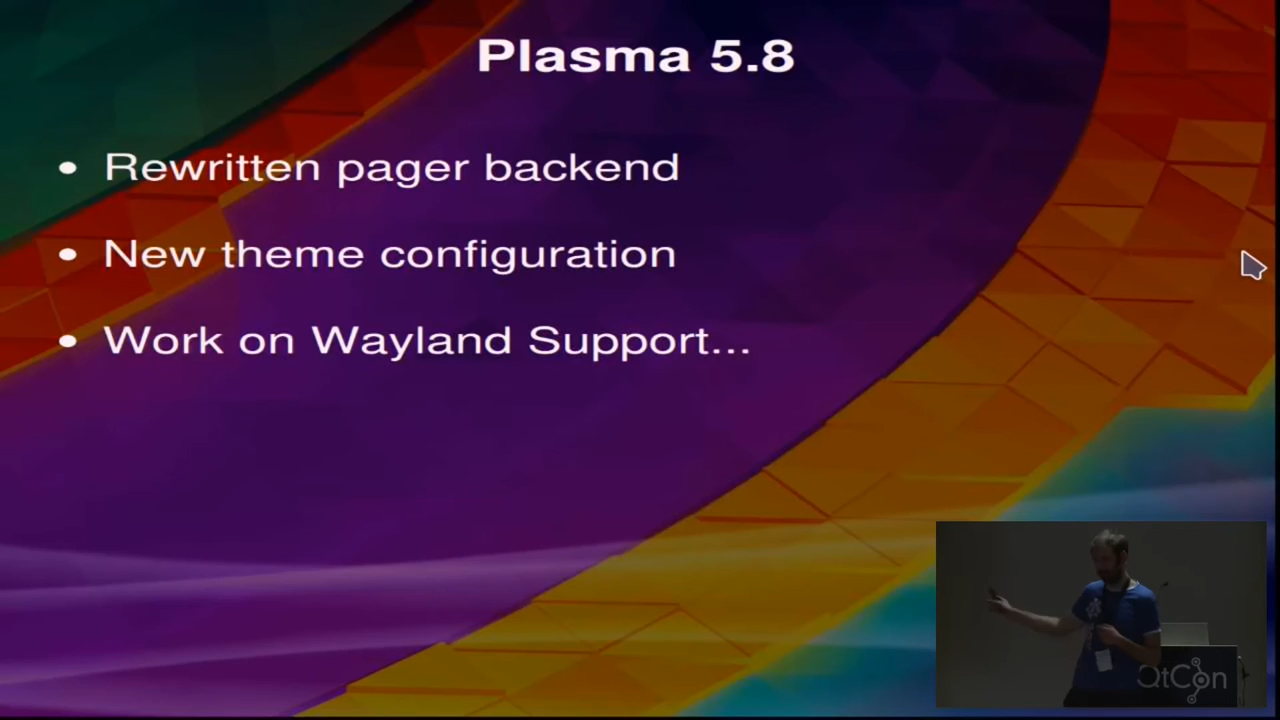 Plasma 5.8
• Rewritten pager backend
• New theme configuration
• Work on Wayland Support...
QtCon